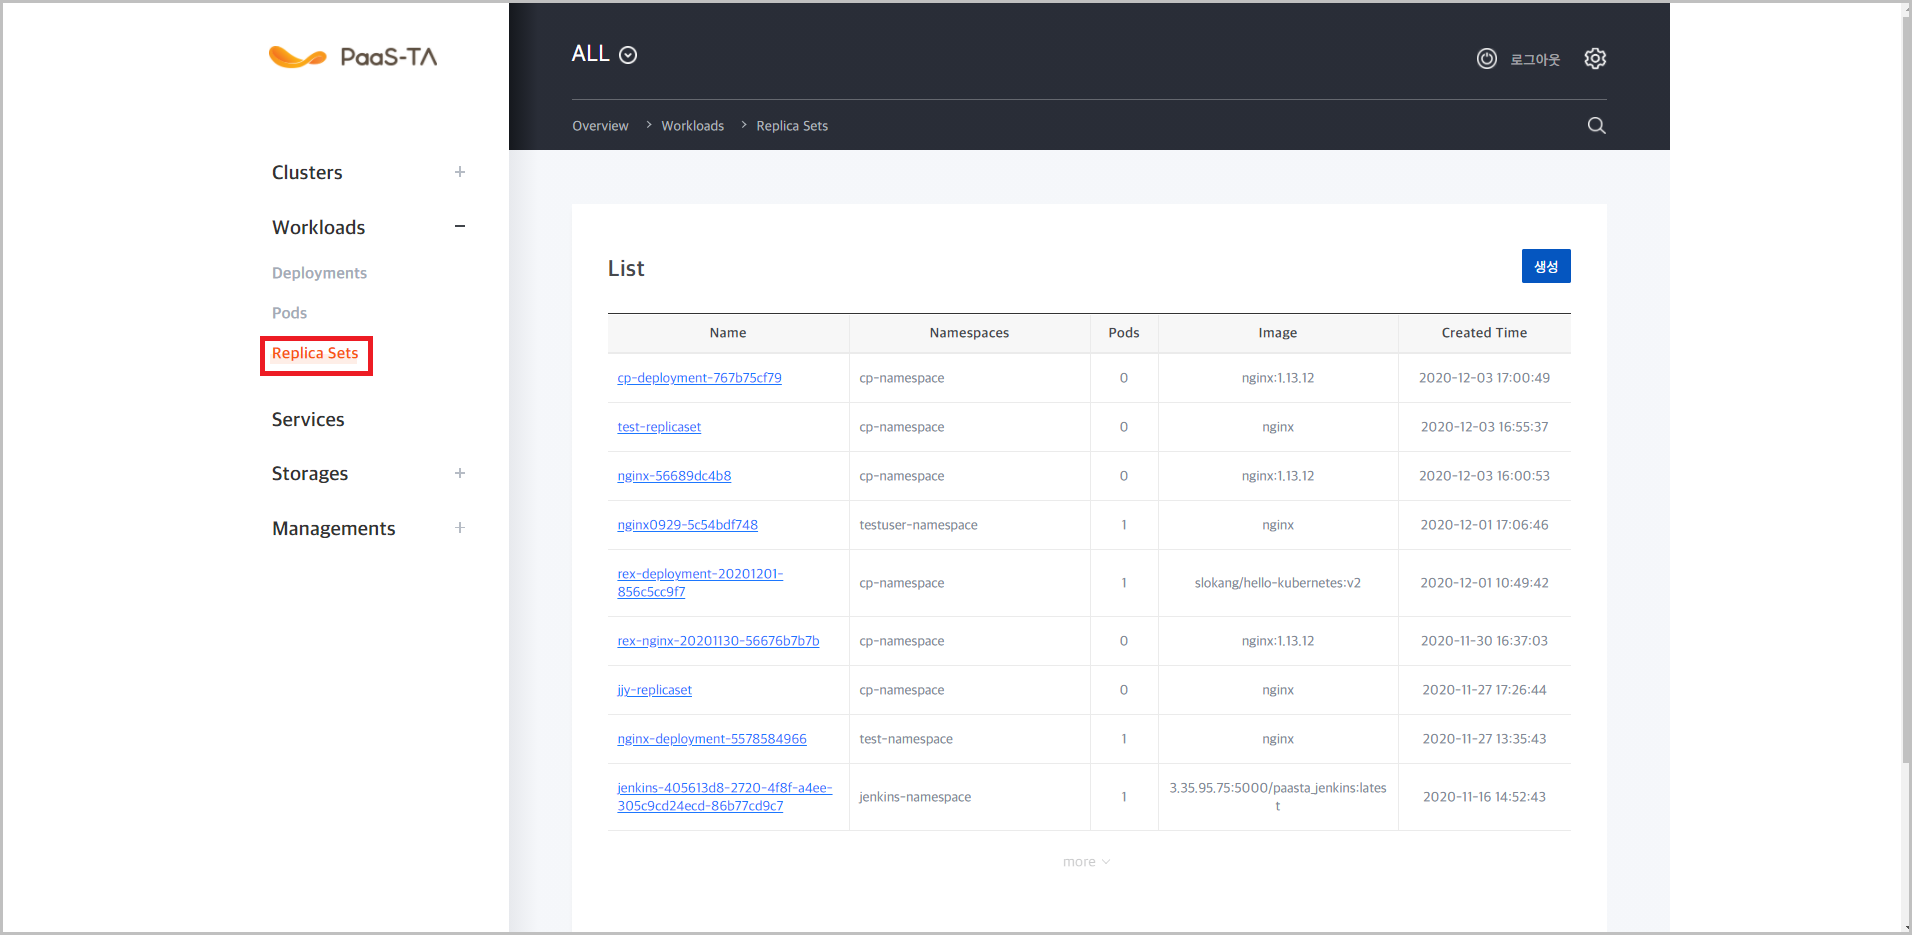 PaaS-TA
ALL
로그아웃
Overview > Workloads > Replica Sets
Clusters
Workloads
Deployments
Pods
Replica Sets
Services
Storages
Managements
List
생성
Name Namespaces Pods Image Created Time
cp-deployment-767b75cf79 cp-namespace 0 nginx:1.13.12 2020-12-03 17:00:49
test-replicaset cp-namespace 0 nginx 2020-12-03 16:55:37
nginx-56689dc4b8 cp-namespace 0 nginx:1.13.12 2020-12-03 16:00:53
nginx0929-5c54bdf748 testuser-namespace 1 nginx 2020-12-01 17:06:46
rex-deployment-20201201-
856c5cc9f7 cp-namespace 1 slokang/hello-kubernetes:v2 2020-12-01 10:49:42
rex-nginx-20201130-56676b7b7b cp-namespace 0 nginx:1.13.12 2020-11-30 16:37:03
jjy-replicaset cp-namespace 0 nginx 2020-11-27 17:26:44
nginx-deployment-5578584966 test-namespace 1 nginx 2020-11-27 13:35:43
jenkins-405613d8-2720-4f8f-a4ee-
305c9cd24ecd-86b77cd9c7 jenkins-namespace 1 3.35.95.75:5000/paasta_jenkins:lates
t 2020-11-16 14:52:43
more